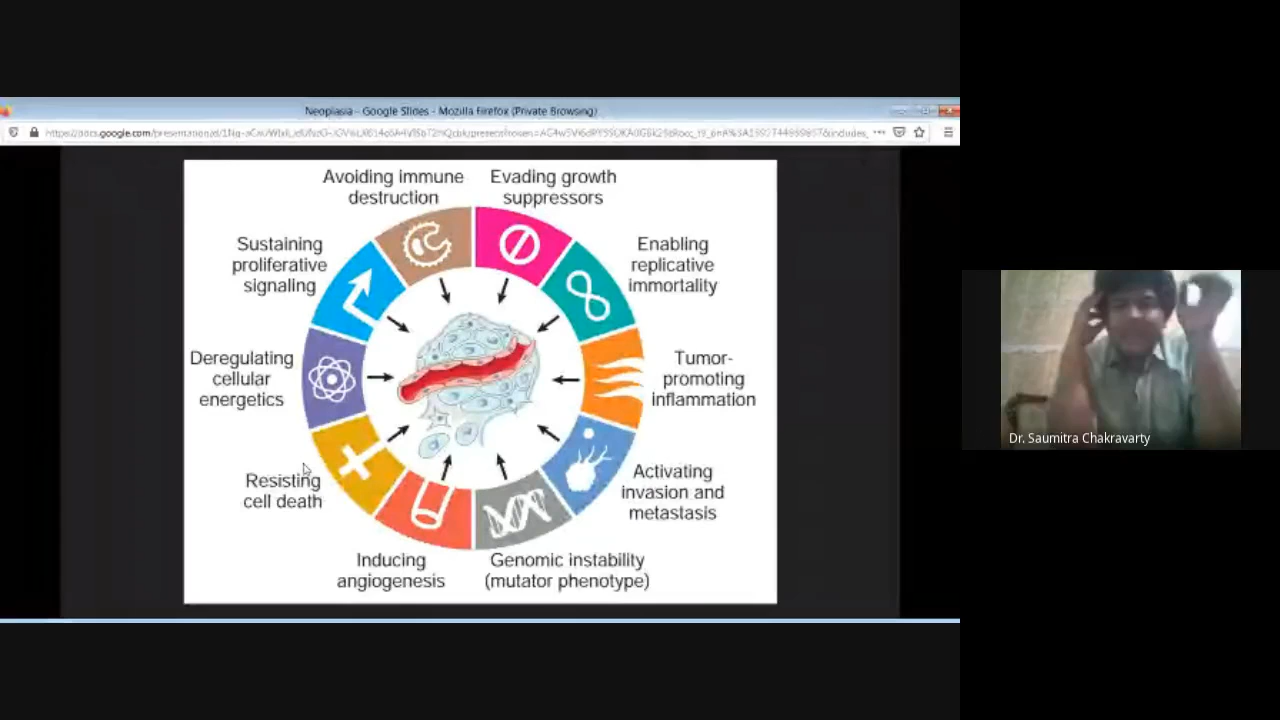 Neoplasia - Google Slides - Mozilla Firefox (Private Browsing)
Avoiding immune
destruction
Evading growth
suppressors
Sustaining
proliferative
signaling
Enabling
replicative
immortality
Deregulating
cellular
energetics
Tumor-
promoting
inflammation
Resisting
cell death
Activating
invasion and
metastasis
Inducing
angiogenesis
Genomic instability
(mutator phenotype)
Dr. Saumitra Chakravarty